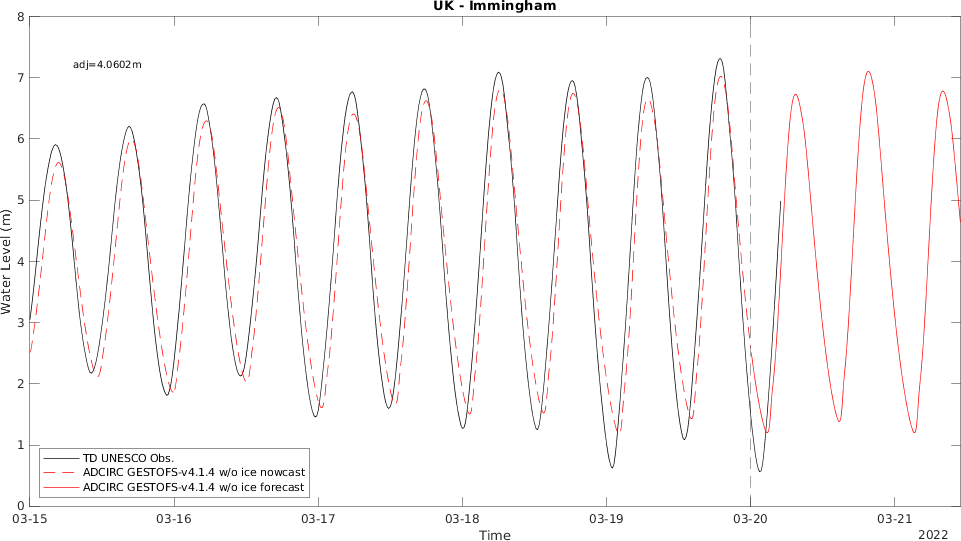 UK - Immingham
8
7
6
5
4
3
2
1
0
Water Level (m)
adj=4.0602m
TD UNESCO Obs.
ADCIRC GESTOFS-v4.1.4 w/o ice nowcast
ADCIRC GESTOFS-v4.1.4 w/o ice forecast
03-15 03-16 03-17 03-18 03-19 03-20 03-21
Time
2022